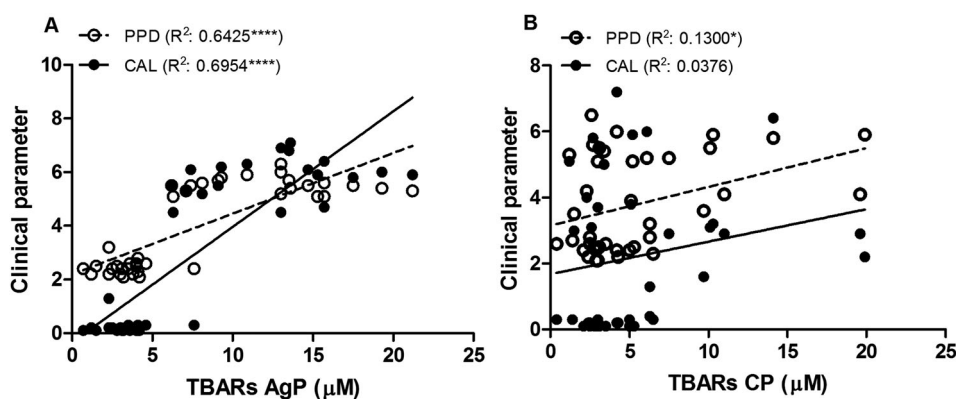 A
PPD (R²: 0.6425****)
CAL (R²: 0.6954****)
10
8
6
4
2
0
Clinical parameter
0 5 10 15 20 25
TBARs AgP (μM)
B
PPD (R²: 0.1300*)
CAL (R²: 0.0376)
8
6
4
2
0
Clinical parameter
0 5 10 15 20 25
TBARs CP (μM)